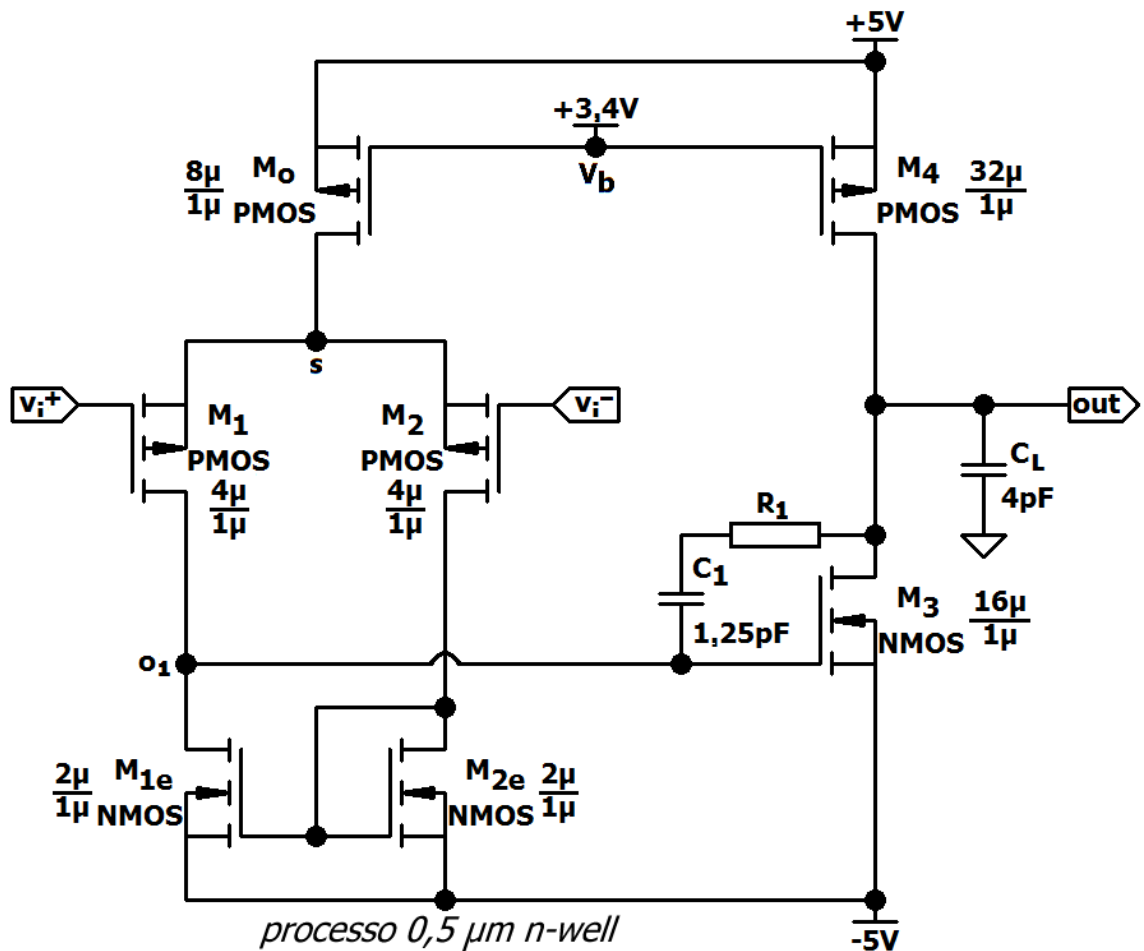 +5V
+3,4V
Vb
Mo
PMOS
8µ
1µ
M4
PMOS
32µ
1µ
s
vi+
M1
PMOS
4µ
1µ
M2
PMOS
4µ
1µ
vi−
out
CL
4pF
R1
C1
1,25pF
M3
NMOS
16µ
1µ
o1
2µ
1µ
M1e
NMOS
M2e
NMOS
2µ
1µ
processo 0,5 µm n-well
-5V